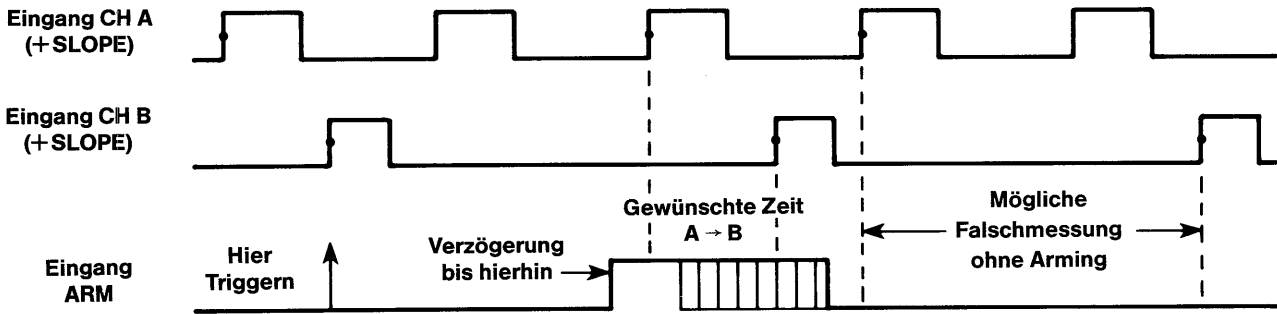 Eingang CH A
(+SLOPE)
Eingang CH B
(+SLOPE)
Gewünschte Zeit
A → B
Mögliche
Falschmessung
ohne Arming
Eingang
ARM
Hier
Triggern
Verzögerung
bis hierhin